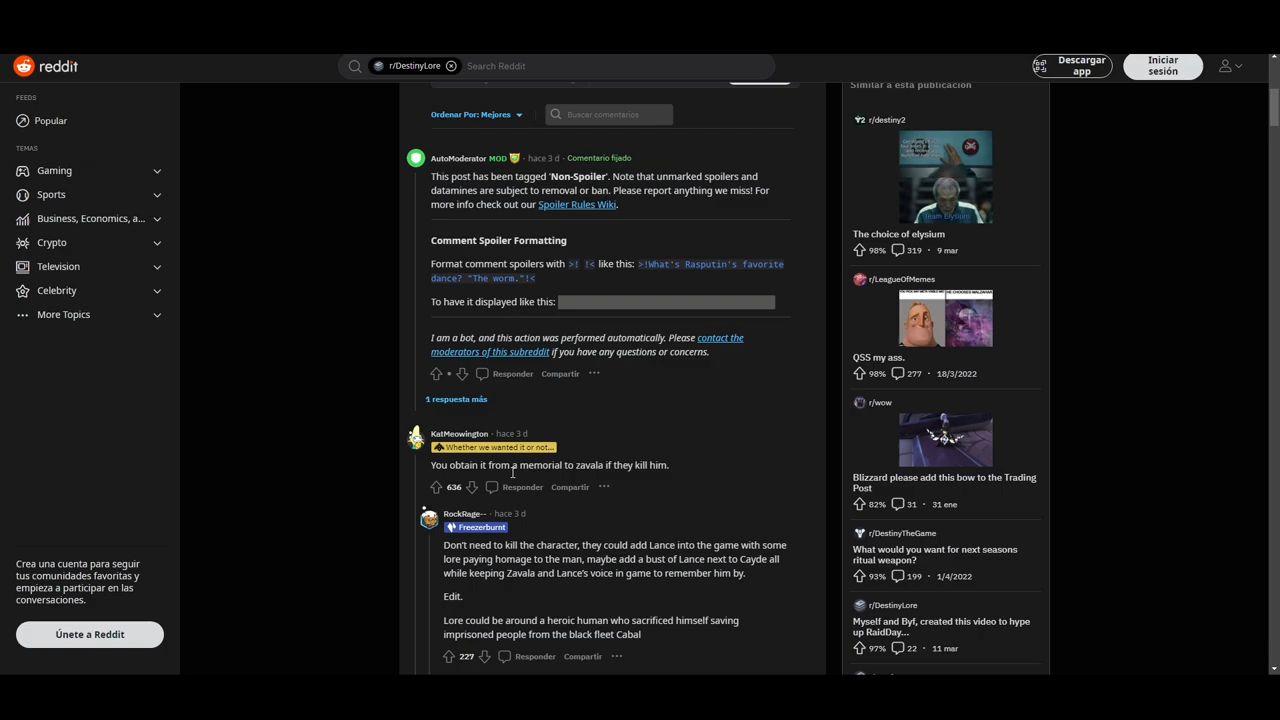 reddit
r/DestinyLore
Search Reddit
Descargar app
Iniciar sesión
FEEDS
Popular
TEMAS
Gaming
Sports
Business, Economics, a...
Crypto
Television
Celebrity
More Topics
Crea una cuenta para seguir
tus comunidades favoritas y
empieza a participar en las
conversaciones.
Únete a Reddit
Ordenar Por: Mejores
Buscar comentarios
AutoModerator MOD · hace 3 d · Comentario fijado
This post has been tagged 'Non-Spoiler'. Note that unmarked spoilers and
datamines are subject to removal or ban. Please report anything we miss! For
more info check out our Spoiler Rules Wiki.
Comment Spoiler Formatting
Format comment spoilers with >! !< like this: >!What's Rasputin's favorite
dance? "The worm."!<
To have it displayed like this:
I am a bot, and this action was performed automatically. Please contact the
moderators of this subreddit if you have any questions or concerns.
• Responder Compartir ...
1 respuesta más
KatMeowington · hace 3 d
Whether we wanted it or not...
You obtain it from a memorial to zavala if they kill him.
636 Responder Compartir ...
RockRage-- · hace 3 d
Freezerburnt
Don't need to kill the character, they could add Lance into the game with some
lore paying homage to the man, maybe add a bust of Lance next to Cayde all
while keeping Zavala and Lance's voice in game to remember him by.
Edit.
Lore could be around a heroic human who sacrificed himself saving
imprisoned people from the black fleet Cabal
227 Responder Compartir ...
Similar a esta publicación
r/destiny2
Team Elysium
The choice of elysium
98% 319 · 9 mar
r/LeagueOfMemes
QSS my ass.
98% 277 · 18/3/2022
r/wow
Blizzard please add this bow to the Trading
Post
82% 31 · 31 ene
r/DestinyTheGame
What would you want for next seasons
ritual weapon?
93% 199 · 1/4/2022
r/DestinyLore
Myself and Byf, created this video to hype
up RaidDay...
97% 22 · 11 mar